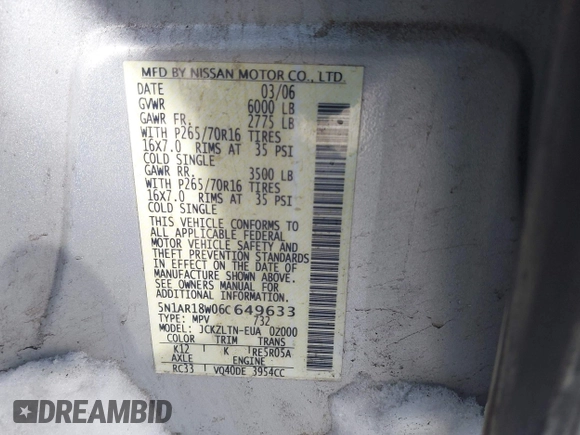 MFD BY NISSAN MOTOR CO., LTD.
DATE 03/06
GVWR 6000 LB
GAWR FR. 2775 LB
WITH P265/70R16 TIRES
16X7.0 RIMS AT 35 PSI
COLD SINGLE
GAWR RR. 3500 LB
WITH P265/70R16 TIRES
16X7.0 RIMS AT 35 PSI
COLD SINGLE
THIS VEHICLE CONFORMS TO
ALL APPLICABLE FEDERAL
MOTOR VEHICLE SAFETY AND
THEFT PREVENTION STANDARDS
IN EFFECT ON THE DATE OF
MANUFACTURE SHOWN ABOVE.
SEE OWNERS MANUAL FOR
ADDITIONAL INFORMATION.
5N1AR18W06C649633
TYPE: MPV 732
MODEL: JCKZLTN-EUA 02000
COLOR TRIM TRANS
K12 K RE5R05A
AXLE ENGINE
RC33 VQ40DE 3954CC
DREAMBID